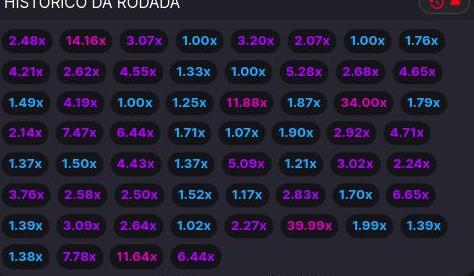 HISTÓRICO DA RODADA
2.48x 14.16x 3.07x 1.00x 3.20x 2.07x 1.00x 1.76x
4.21x 2.62x 4.55x 1.33x 1.00x 5.28x 2.68x 4.65x
1.49x 4.19x 1.00x 1.25x 11.88x 1.87x 34.00x 1.79x
2.14x 7.47x 6.44x 1.71x 1.07x 1.90x 2.92x 4.71x
1.37x 1.50x 4.43x 1.37x 5.09x 1.21x 3.02x 2.24x
3.76x 2.58x 2.50x 1.52x 1.17x 2.83x 1.70x 6.65x
1.39x 3.09x 2.64x 1.02x 2.27x 39.99x 1.99x 1.39x
1.38x 7.78x 11.64x 6.44x